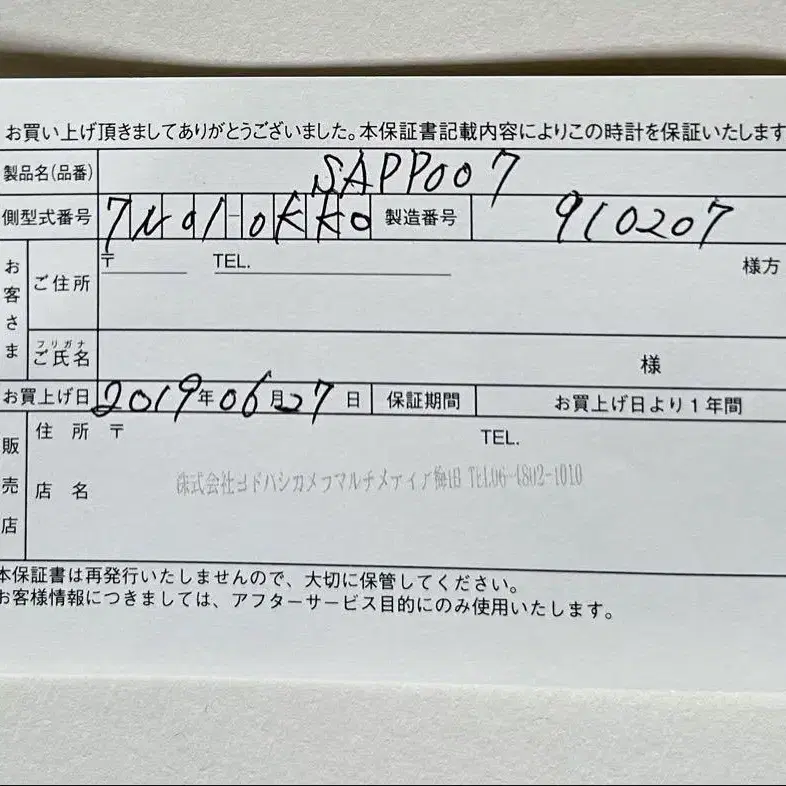 お買い上げ頂きましてありがとうございました。本保証書記載内容によりこの時計を保証いたします
製品名(品番) SAPP007
側型式番号 7N01-0KK0 製造番号 910207
お客さま
ご住所 〒 TEL. 様方
フリガナ
ご氏名 様
お買上げ日 2019年06月27日 保証期間 お買上げ日より1年間
販売店
住所 〒 TEL.
店名 株式会社ヨドバシカメラマルチメディア梅田 TEL06-4802-1010
本保証書は再発行いたしませんので、大切に保管してください。
お客様情報につきましては、アフターサービス目的にのみ使用いたします。